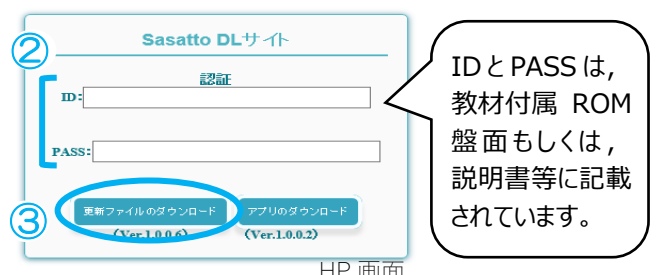 ②
Sasatto DLサイト
認証
ID:
PASS:
③
更新ファイルのダウンロード アプリのダウンロード
(Ver.1.0.0.6) (Ver.1.0.0.2)
IDとPASSは,
教材付属 ROM
盤面もしくは,
説明書等に記載
されています。
HP 画面